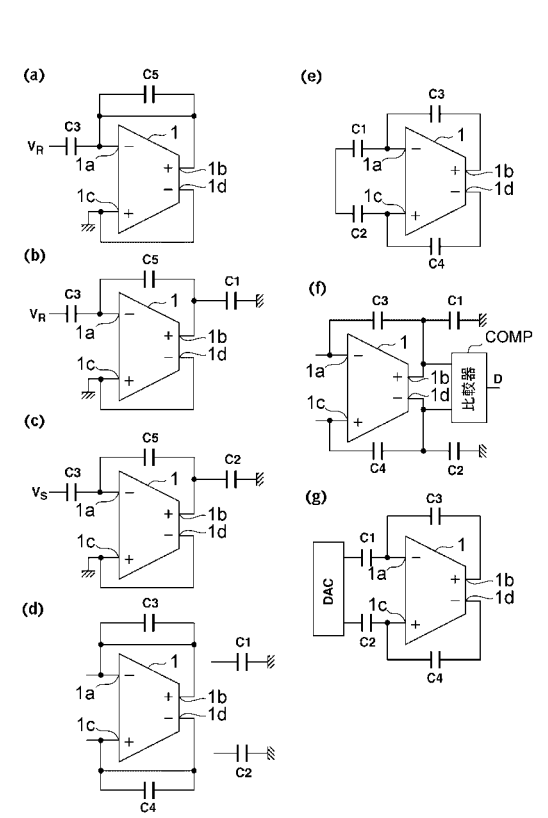 (a)
C5
C3
1
VR
1a
−
+
1b
−
1d
1c
+
(b)
C5
C3
1
C1
VR
1a
−
+
1b
−
1d
1c
+
(c)
C5
C3
1
C2
VS
1a
−
+
1b
−
1d
1c
+
(d)
C3
1
C1
1a
−
+
1b
−
1d
1c
+
C2
C4
(e)
C3
C1
1
1a
−
+
1b
−
1d
1c
+
C2
C4
(f)
C3
C1
1
COMP
1a
−
+
1b
−
1d
1c
+
比較器
D
C4
C2
(g)
C3
C1
1
1a
−
DAC
+
1b
−
1d
1c
+
C2
C4